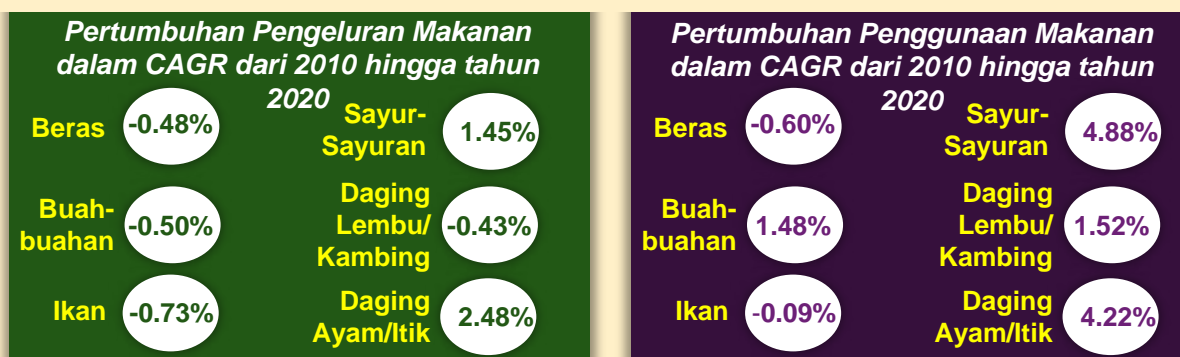 Pertumbuhan Pengeluran Makanan
dalam CAGR dari 2010 hingga tahun
2020
Beras
-0.48%
Sayur-
Sayuran
1.45%
Buah-
buahan
-0.50%
Daging
Lembu/
Kambing
-0.43%
Ikan
-0.73%
Daging
Ayam/Itik
2.48%
Pertumbuhan Penggunaan Makanan
dalam CAGR dari 2010 hingga tahun
2020
Beras
-0.60%
Sayur-
Sayuran
4.88%
Buah-
buahan
1.48%
Daging
Lembu/
Kambing
1.52%
Ikan
-0.09%
Daging
Ayam/Itik
4.22%